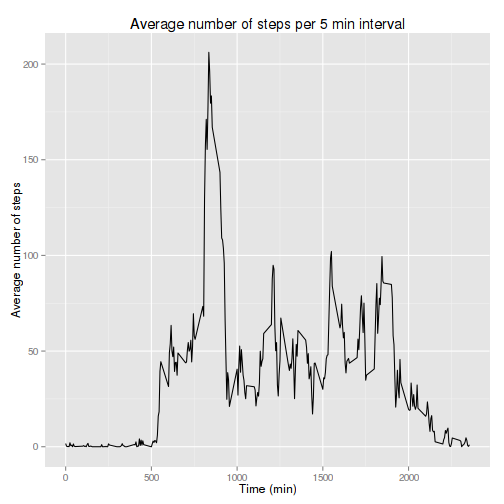 Average number of steps per 5 min interval
200
150
100
50
0
Average number of steps
0 500 1000 1500 2000
Time (min)